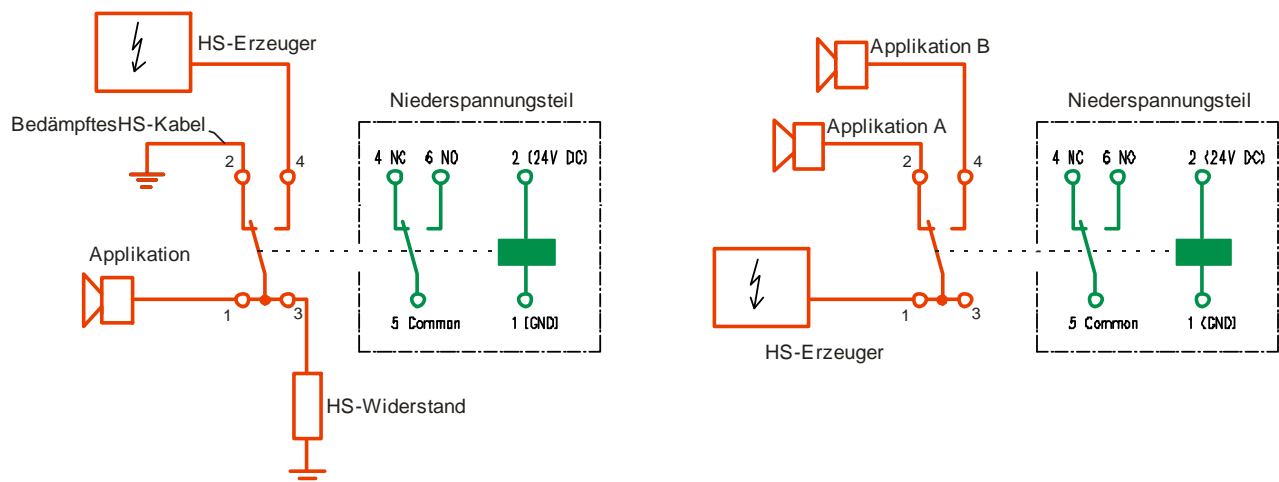 HS-Erzeuger
BedämpftesHS-Kabel
2
4
Applikation
1
3
HS-Widerstand
Niederspannungsteil
4 NC 6 NO 2 (24V DC)
5 Common 1 (GND)
Applikation B
Applikation A
2
4
HS-Erzeuger
1
3
Niederspannungsteil
4 NC 6 NO 2 (24V DC)
5 Common 1 (GND)